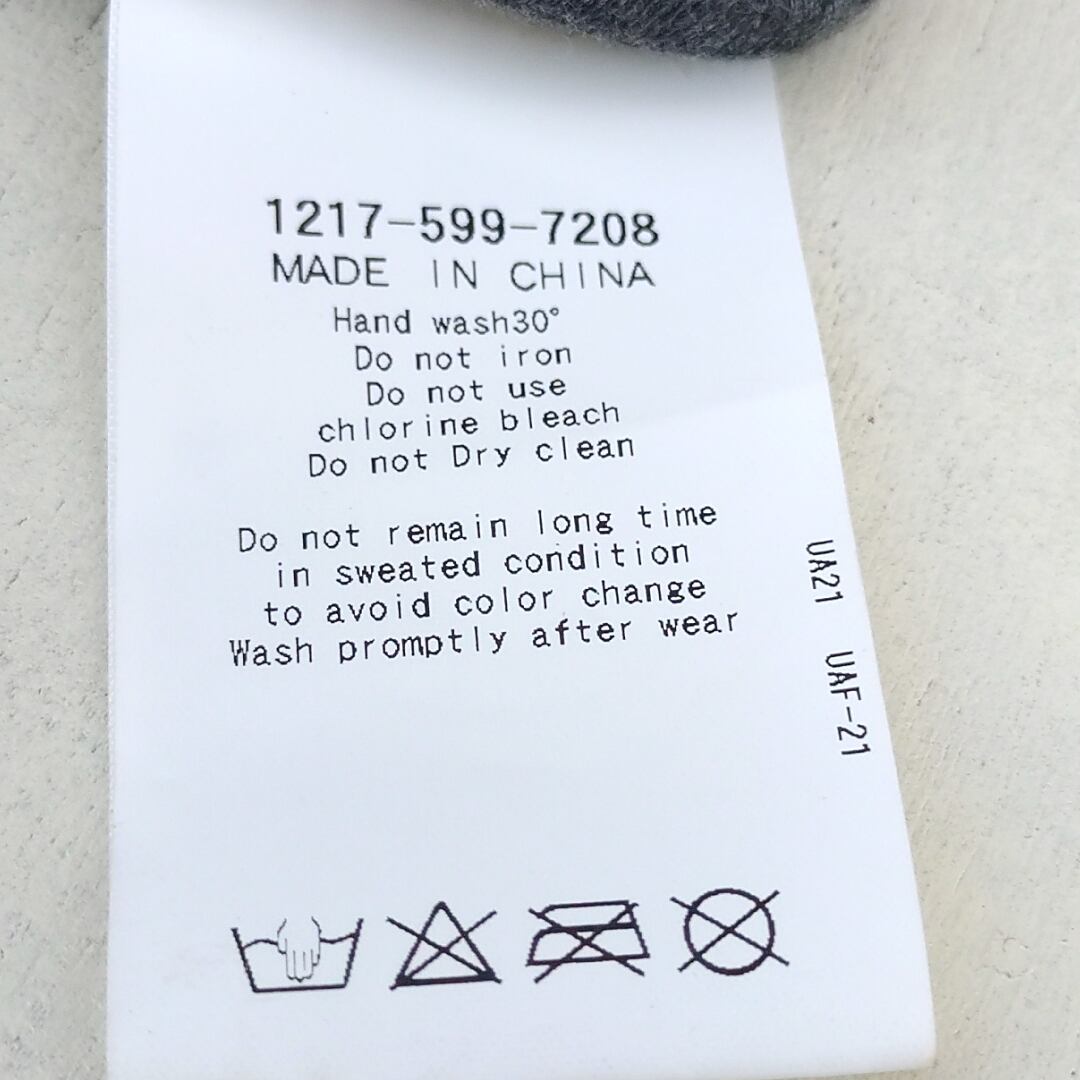 1217-599-7208
MADE IN CHINA
Hand wash30°
Do not iron
Do not use
chlorine bleach
Do not Dry clean
Do not remain long time
in sweated condition
to avoid color change
Wash promptly after wear
UA21 UAF-21